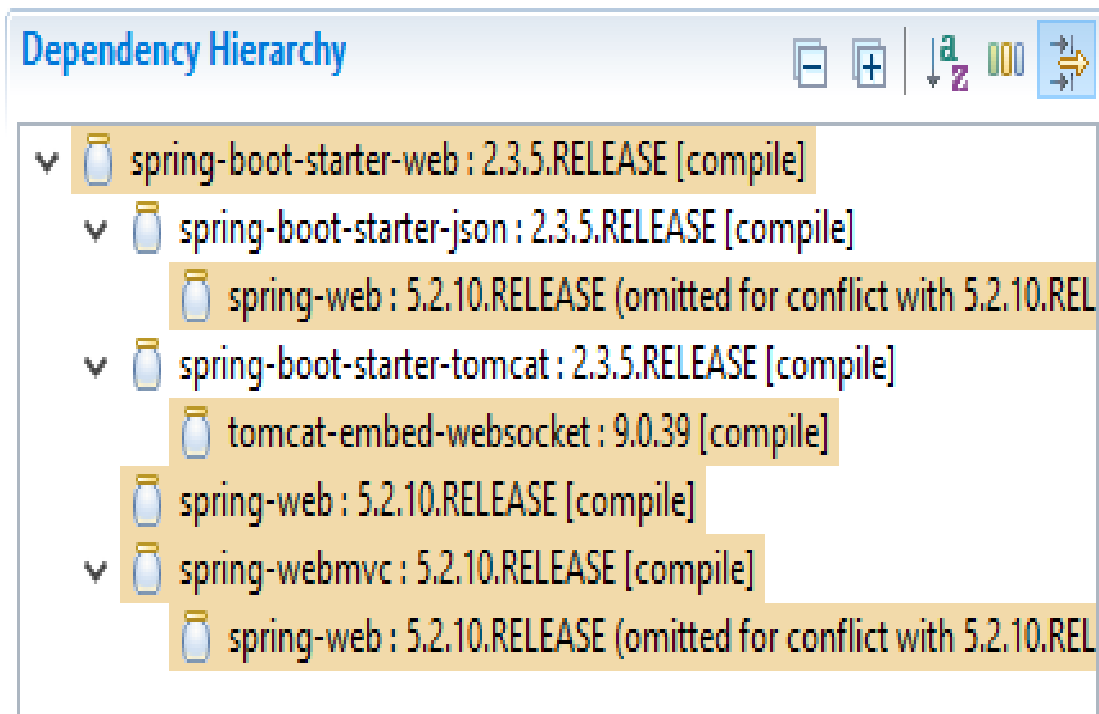 Dependency Hierarchy
a
z
spring-boot-starter-web : 2.3.5.RELEASE [compile]
spring-boot-starter-json : 2.3.5.RELEASE [compile]
spring-web : 5.2.10.RELEASE (omitted for conflict with 5.2.10.REL
spring-boot-starter-tomcat : 2.3.5.RELEASE [compile]
tomcat-embed-websocket : 9.0.39 [compile]
spring-web : 5.2.10.RELEASE [compile]
spring-webmvc : 5.2.10.RELEASE [compile]
spring-web : 5.2.10.RELEASE (omitted for conflict with 5.2.10.REL